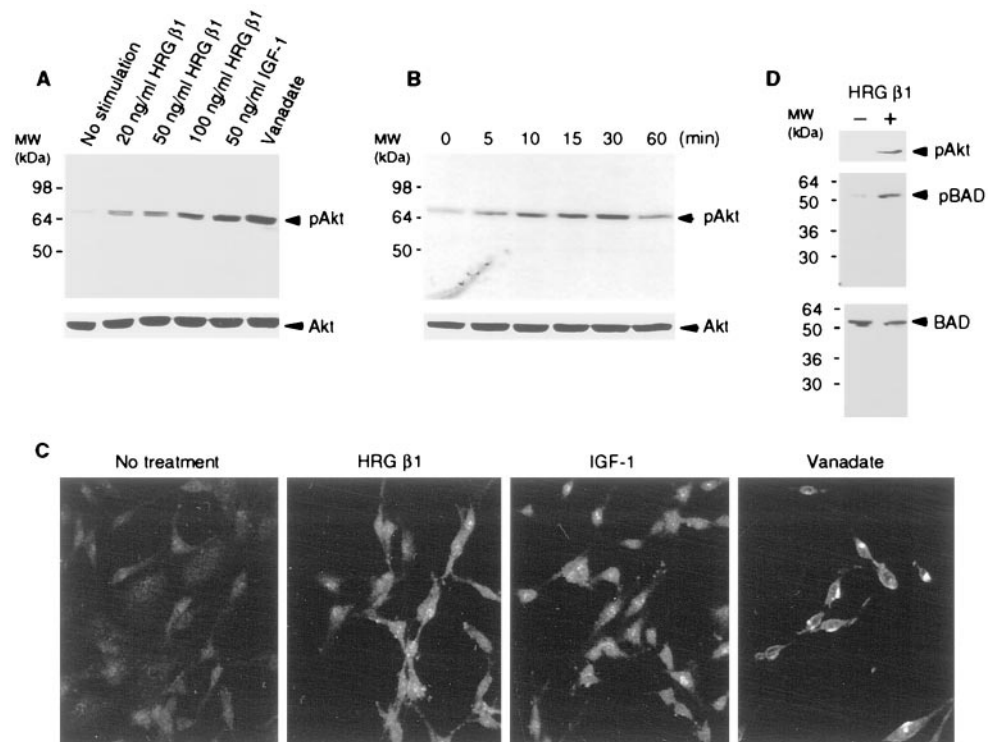 A
No stimulation
20 ng/ml HRG β1
50 ng/ml HRG β1
100 ng/ml HRG β1
50 ng/ml IGF-1
Vanadate
MW
(kDa)
98 -
64 -
50 -
pAkt
Akt
B
MW
(kDa)
0 5 10 15 30 60 (min)
98 -
64 -
50 -
pAkt
Akt
D
HRG β1
− +
MW
(kDa)
pAkt
64 -
50 -
36 -
30 -
pBAD
64 -
50 -
36 -
30 -
BAD
C
No treatment
HRG β1
IGF-1
Vanadate